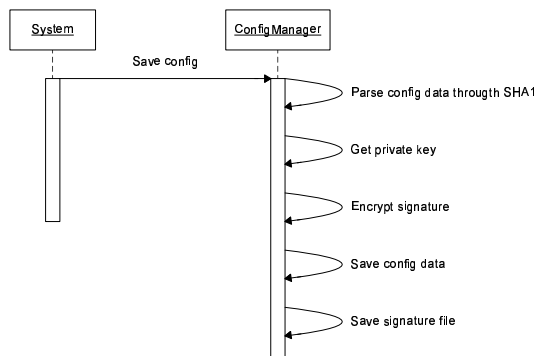 System
ConfigManager
Save config
Parse config data througth SHA1
Get private key
Encrypt signature
Save config data
Save signature file